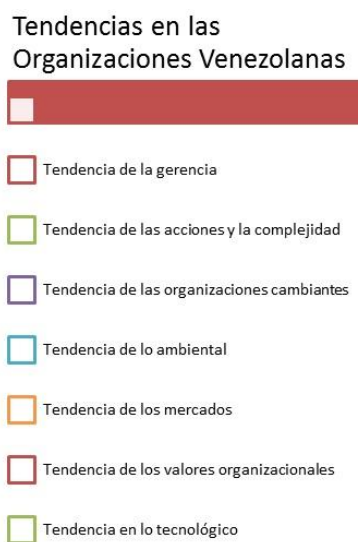 Tendencias en las
Organizaciones Venezolanas
Tendencia de la gerencia
Tendencia de las acciones y la complejidad
Tendencia de las organizaciones cambiantes
Tendencia de lo ambiental
Tendencia de los mercados
Tendencia de los valores organizacionales
Tendencia en lo tecnológico